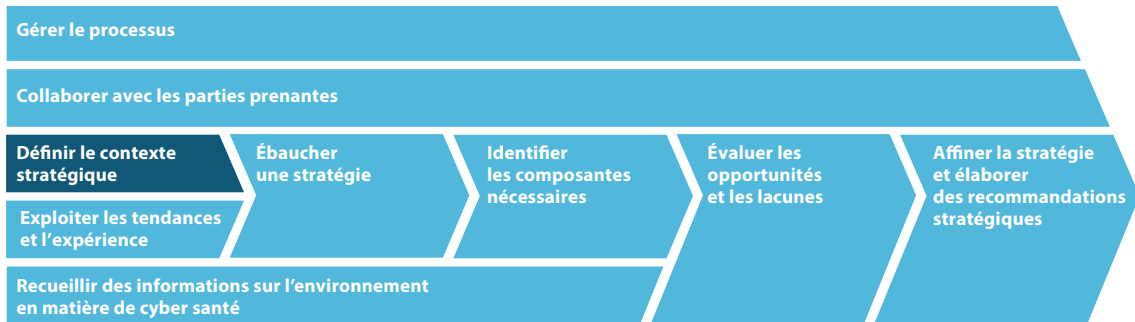 Gérer le processus
Collaborer avec les parties prenantes
Définir le contexte
stratégique
Exploiter les tendances
et l'expérience
Ébaucher
une stratégie
Identifier
les composantes
nécessaires
Évaluer les
opportunités
et les lacunes
Affiner la stratégie
et élaborer
des recommandations
stratégiques
Recueillir des informations sur l'environnement
en matière de cyber santé